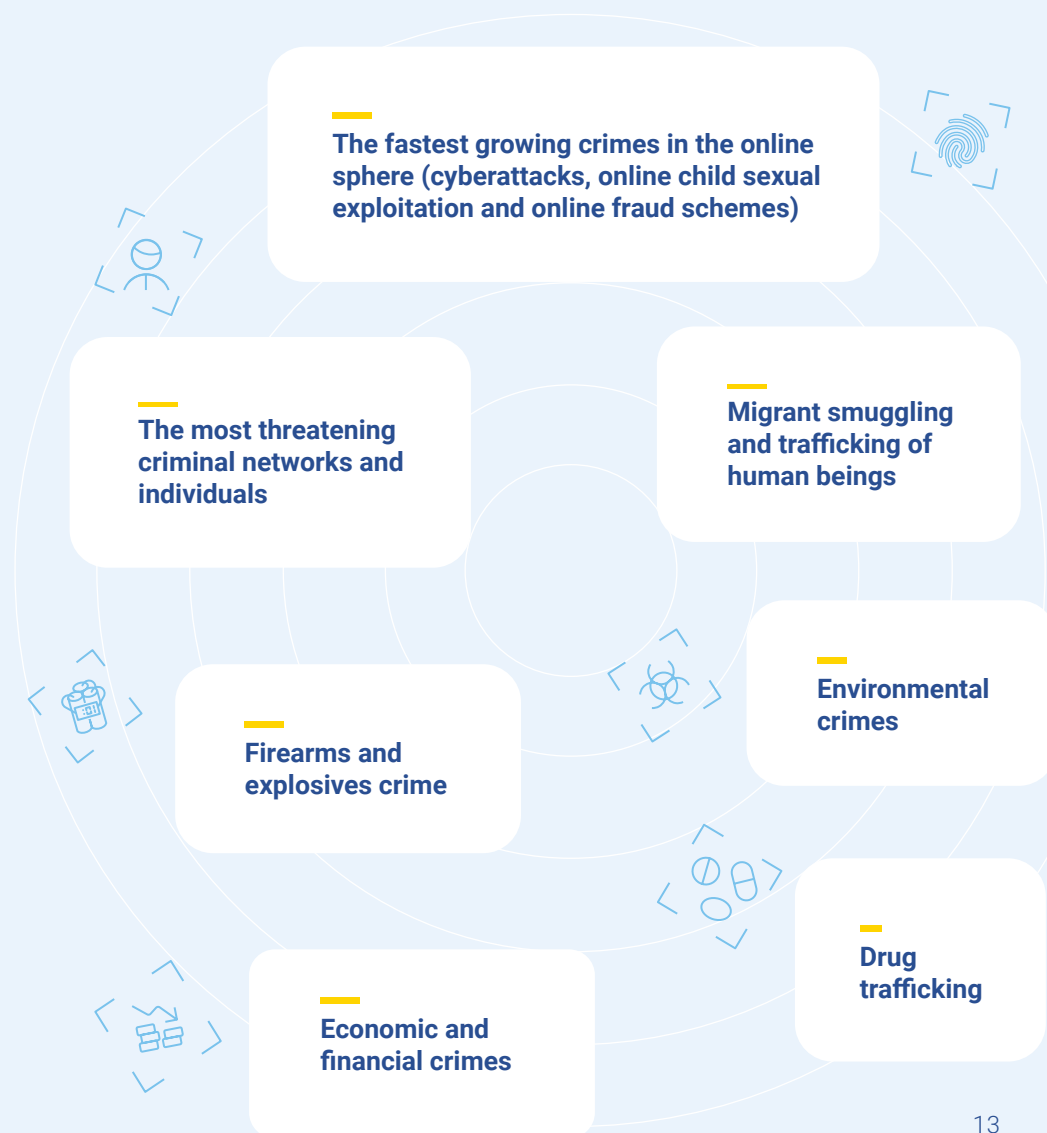 The fastest growing crimes in the online
sphere (cyberattacks, online child sexual
exploitation and online fraud schemes)
The most threatening
criminal networks and
individuals
Migrant smuggling
and trafficking of
human beings
Environmental
crimes
:01
Firearms and
explosives crime
Drug
trafficking
Economic and
financial crimes
13